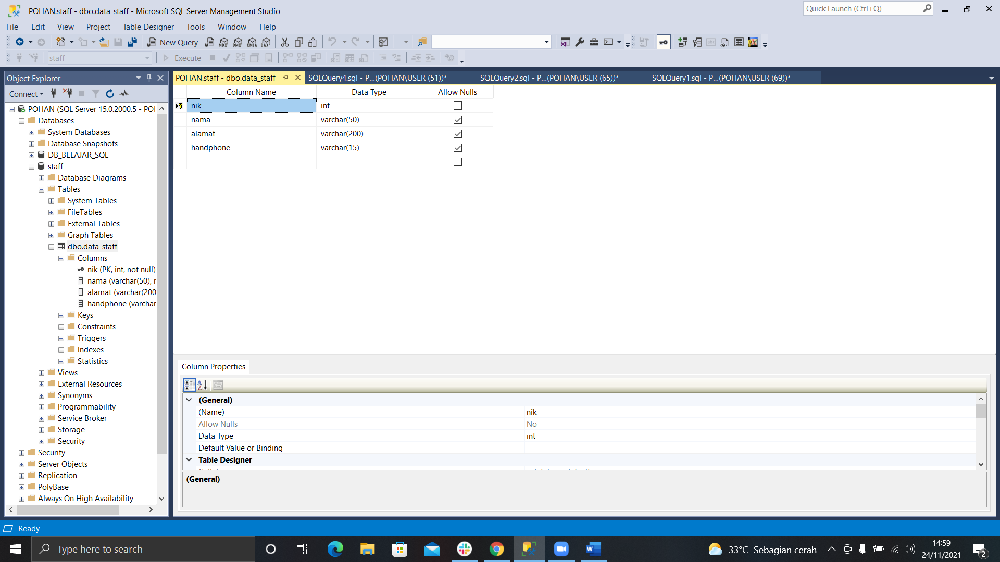 POHAN.staff - dbo.data_staff - Microsoft SQL Server Management Studio
Quick Launch (Ctrl+Q)
File Edit View Project Table Designer Tools Window Help
New Query MDX DMX XMLA DAX
staff Execute
Object Explorer
Connect
POHAN (SQL Server 15.0.2000.5 - POH
Databases
System Databases
Database Snapshots
DB_BELAJAR_SQL
staff
Database Diagrams
Tables
System Tables
FileTables
External Tables
Graph Tables
dbo.data_staff
Columns
nik (PK, int, not null)
nama (varchar(50), r
alamat (varchar(200
handphone (varchar
Keys
Constraints
Triggers
Indexes
Statistics
Views
External Resources
Synonyms
Programmability
Service Broker
Storage
Security
Security
Server Objects
Replication
PolyBase
Always On High Availability
POHAN.staff - dbo.data_staff SQLQuery4.sql - P...(POHAN\USER (51))* SQLQuery2.sql - P...(POHAN\USER (65))* SQLQuery1.sql - P...(POHAN\USER (69))*
Column Name Data Type Allow Nulls
nik int
nama varchar(50)
alamat varchar(200)
handphone varchar(15)
Column Properties
(General)
(Name) nik
Allow Nulls No
Data Type int
Default Value or Binding
Table Designer
(General)
Ready
Type here to search
33°C Sebagian cerah
14:59
24/11/2021
2